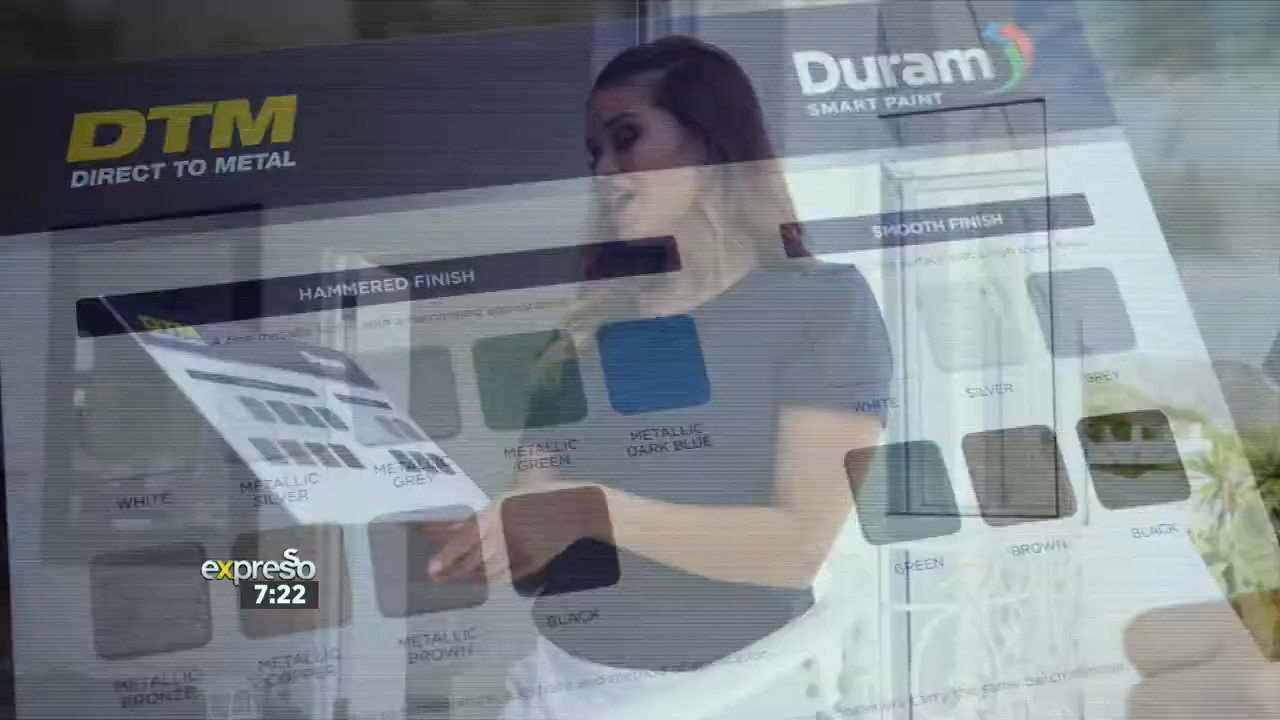 DTM
DIRECT TO METAL
Duram
SMART PAINT
HAMMERED FINISH
SMOOTH FINISH
WHITE
METALLIC
SILVER
METALLIC
GREY
METALLIC
GREEN
METALLIC
DARK BLUE
WHITE
SILVER
GREY
METALLIC
BRONZE
METALLIC
COPPER
METALLIC
BROWN
BLACK
GREEN
BROWN
BLACK
expresso
7:22